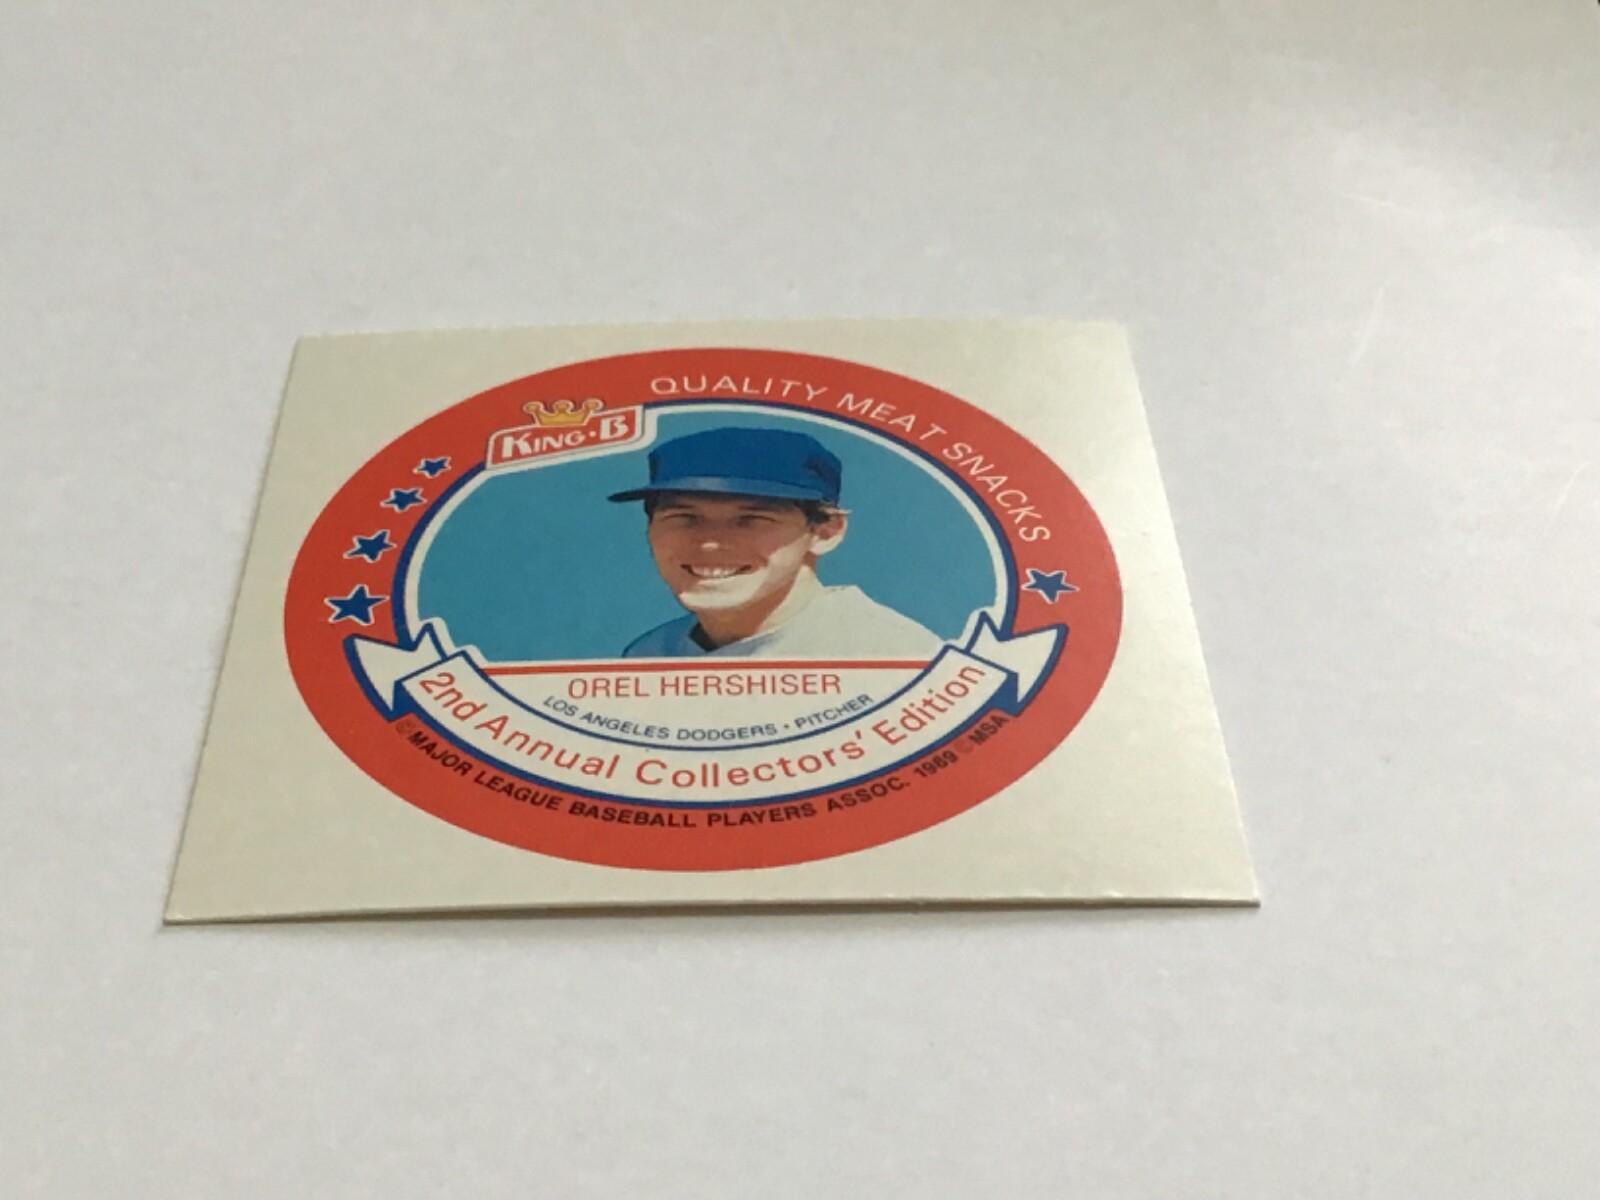 QUALITY MEAT SNACKS
KING·B
OREL HERSHISER
LOS ANGELES DODGERS • PITCHER
2nd Annual Collectors' Edition
© MAJOR LEAGUE BASEBALL PLAYERS ASSOC. 1989 © MSA